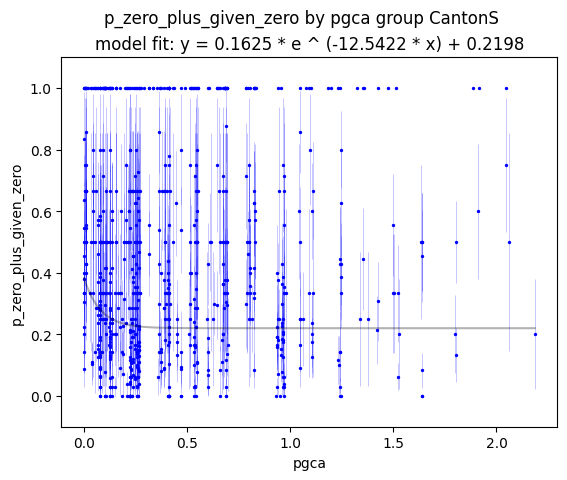 p_zero_plus_given_zero by pgca group CantonS
model fit: y = 0.1625 * e ^ (-12.5422 * x) + 0.2198
p_zero_plus_given_zero
1.0
0.8
0.6
0.4
0.2
0.0
0.0 0.5 1.0 1.5 2.0
pgca